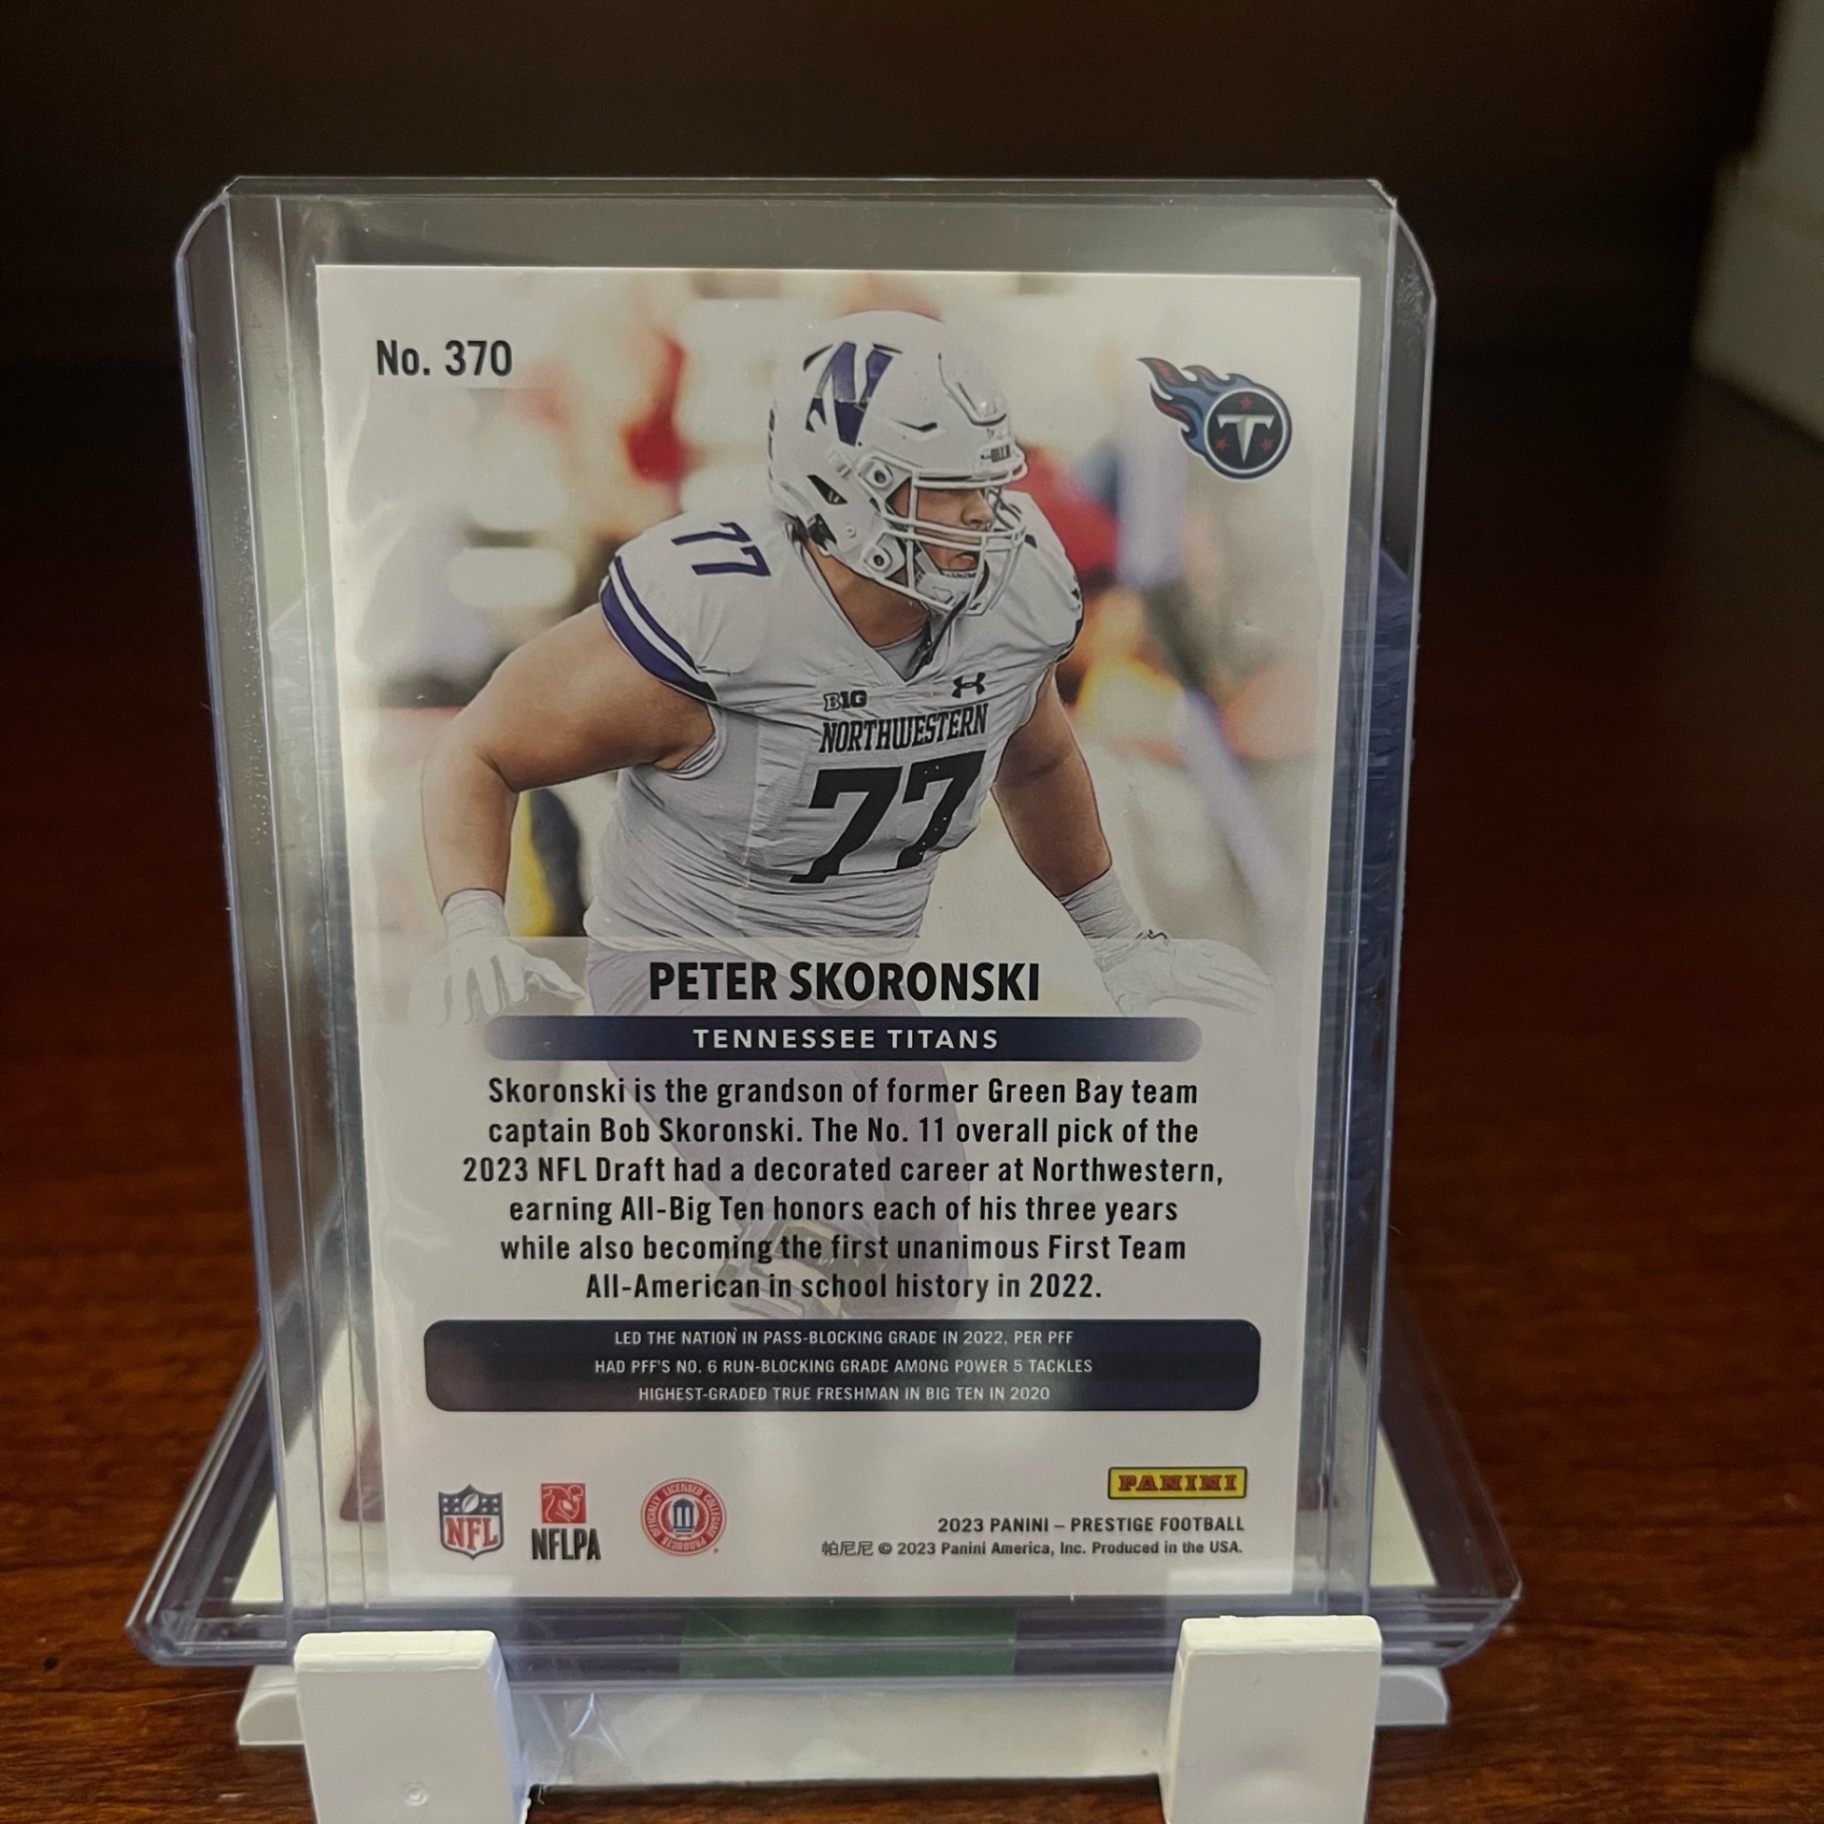 No. 370
N
T
77
B1G
NORTHWESTERN
77
PETER SKORONSKI
TENNESSEE TITANS
Skoronski is the grandson of former Green Bay team
captain Bob Skoronski. The No. 11 overall pick of the
2023 NFL Draft had a decorated career at Northwestern,
earning All-Big Ten honors each of his three years
while also becoming the first unanimous First Team
All-American in school history in 2022.
LED THE NATION IN PASS-BLOCKING GRADE IN 2022, PER PFF
HAD PFF'S NO. 6 RUN-BLOCKING GRADE AMONG POWER 5 TACKLES
HIGHEST-GRADED TRUE FRESHMAN IN BIG TEN IN 2020
NFL
NFLPA
OFFICIALLY LICENSED COLLEGIATE PRODUCTS
PANINI
2023 PANINI – PRESTIGE FOOTBALL
帕尼尼 © 2023 Panini America, Inc. Produced in the USA.